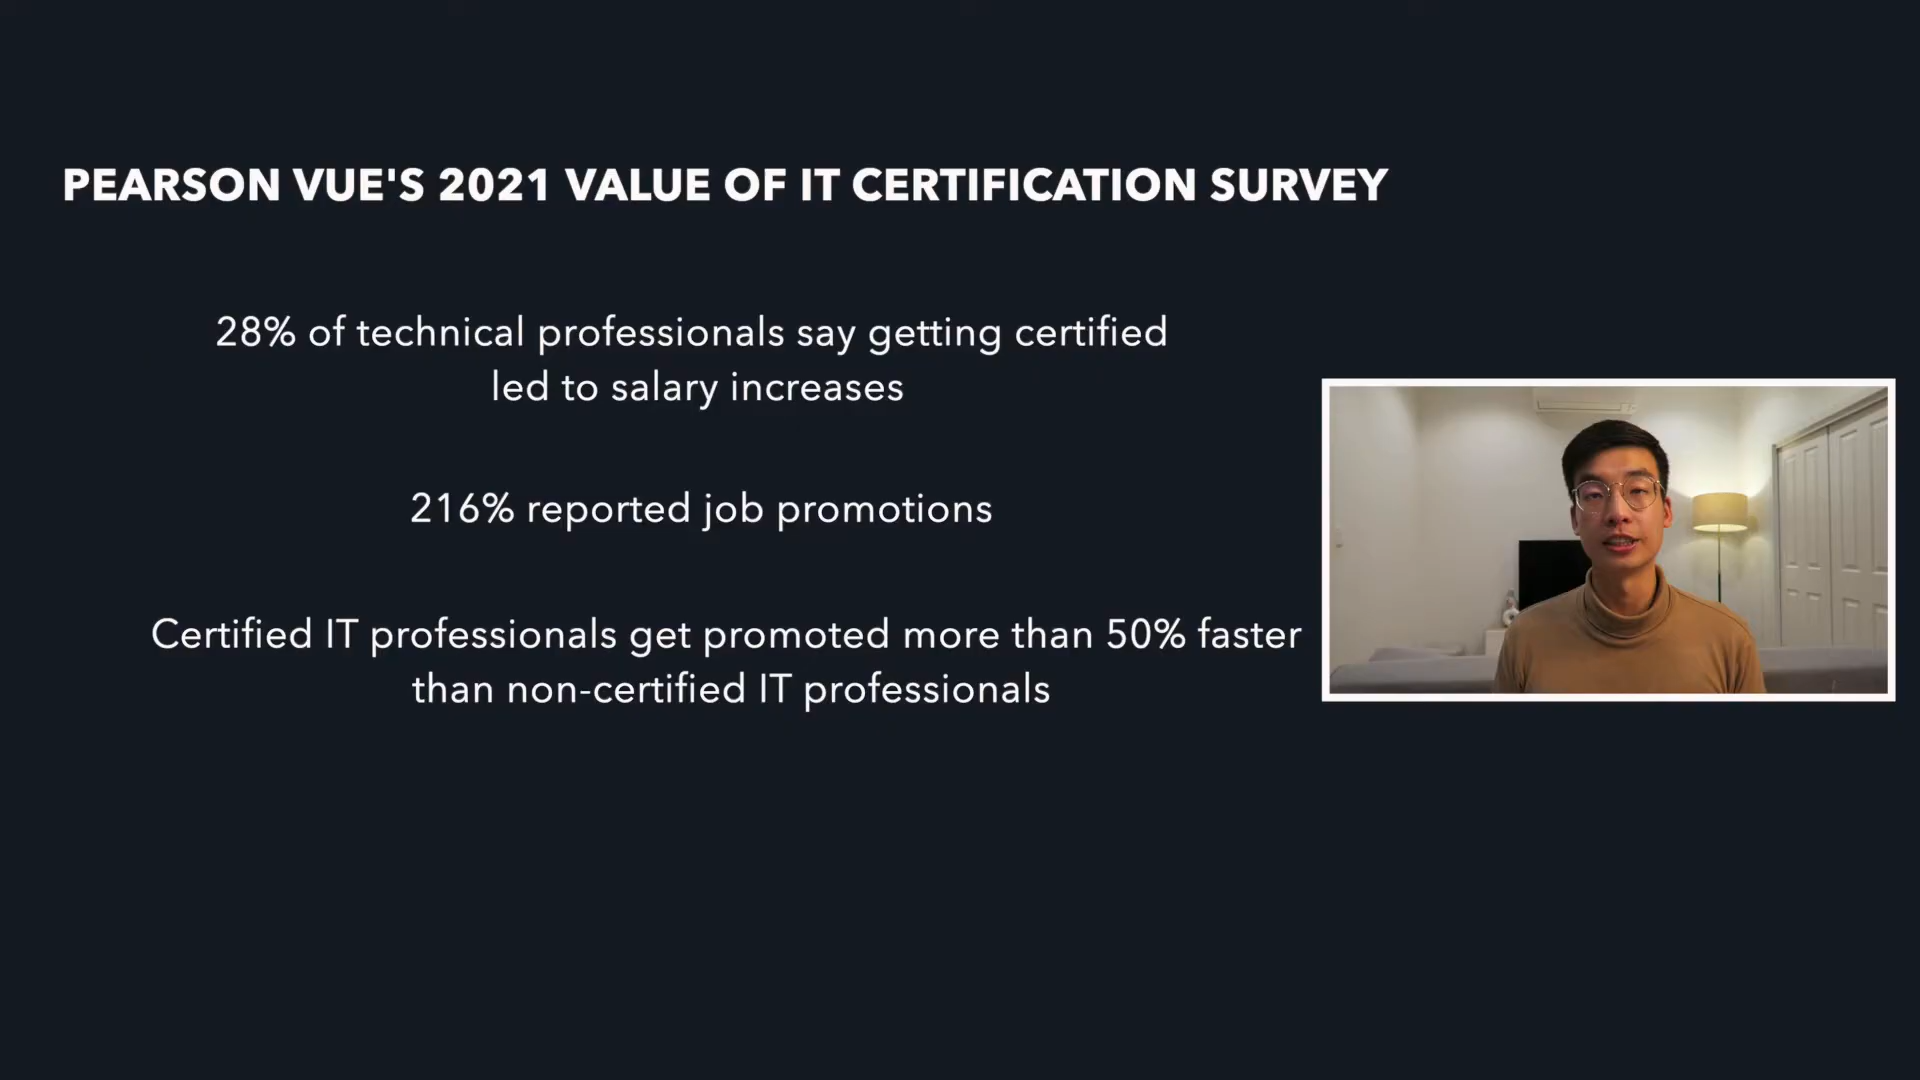 PEARSON VUE'S 2021 VALUE OF IT CERTIFICATION SURVEY
28% of technical professionals say getting certified
led to salary increases
216% reported job promotions
Certified IT professionals get promoted more than 50% faster
than non-certified IT professionals